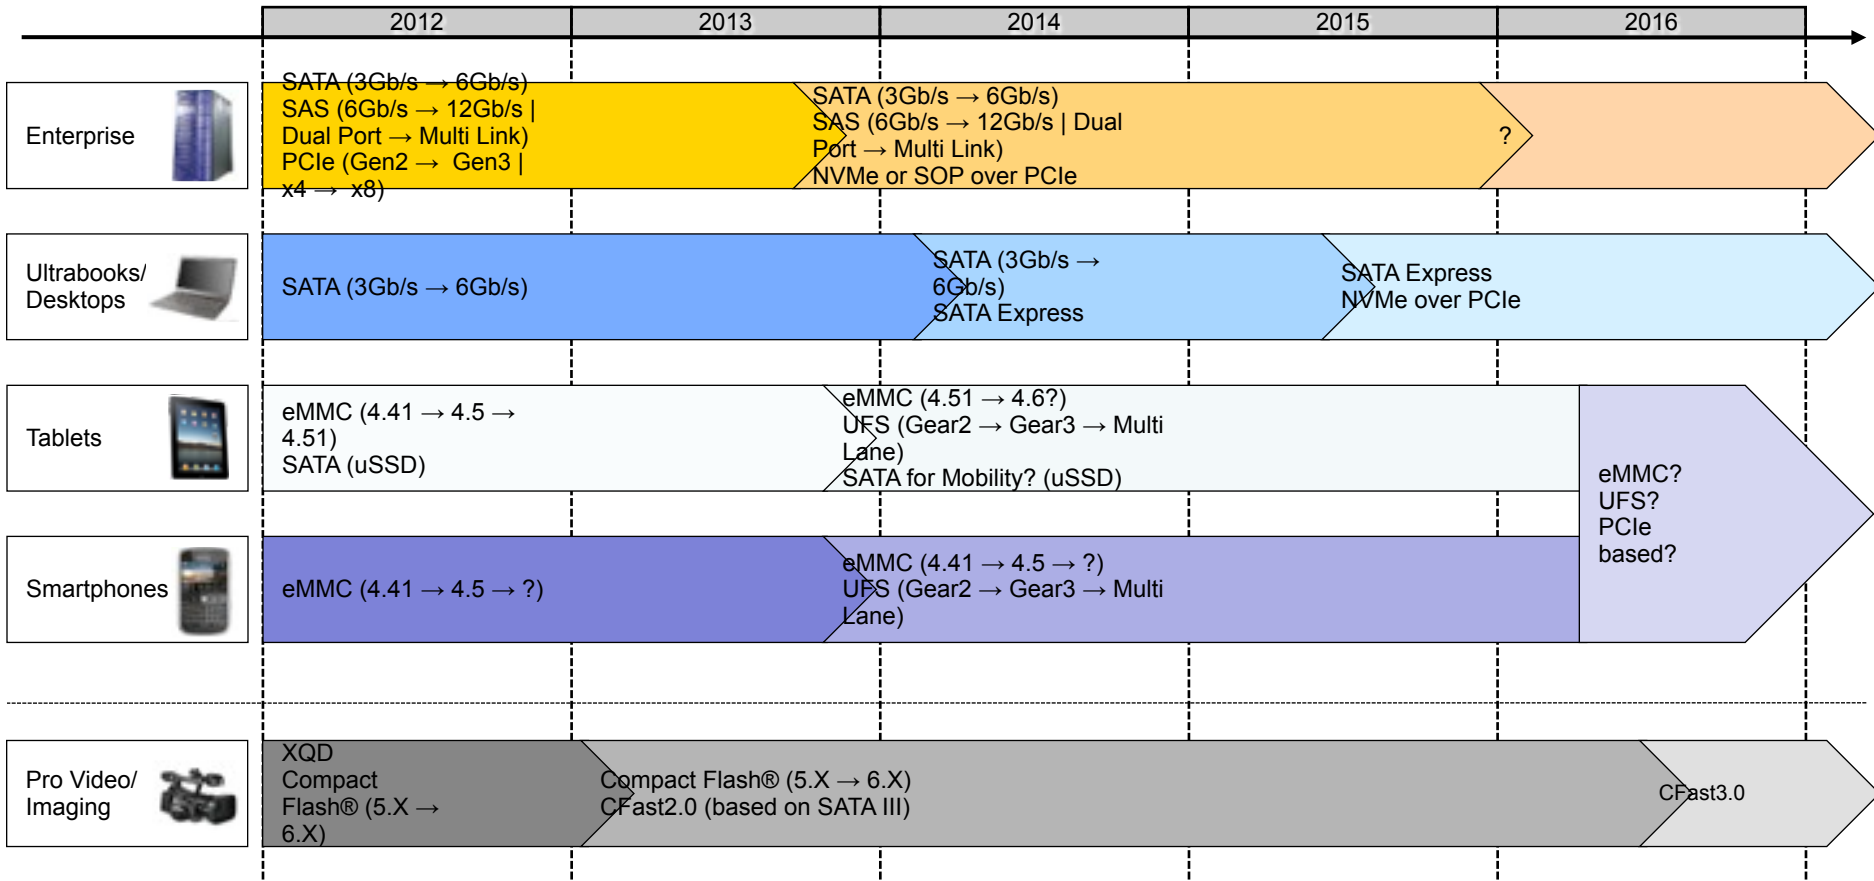 2012
2013
2014
2015
2016
Enterprise
SATA (3Gb/s → 6Gb/s)
SAS (6Gb/s → 12Gb/s |
Dual Port → Multi Link)
PCIe (Gen2 → Gen3 |
x4 → x8)
SATA (3Gb/s → 6Gb/s)
SAS (6Gb/s → 12Gb/s | Dual
Port → Multi Link)
NVMe or SOP over PCIe
?
Ultrabooks/
Desktops
SATA (3Gb/s → 6Gb/s)
SATA (3Gb/s →
6Gb/s)
SATA Express
SATA Express
NVMe over PCIe
Tablets
eMMC (4.41 → 4.5 →
4.51)
SATA (uSSD)
eMMC (4.51 → 4.6?)
UFS (Gear2 → Gear3 → Multi
Lane)
SATA for Mobility? (uSSD)
eMMC?
UFS?
PCIe
based?
Smartphones
eMMC (4.41 → 4.5 → ?)
eMMC (4.41 → 4.5 → ?)
UFS (Gear2 → Gear3 → Multi
Lane)
Pro Video/
Imaging
XQD
Compact
Flash® (5.X →
6.X)
Compact Flash® (5.X → 6.X)
CFast2.0 (based on SATA III)
CFast3.0